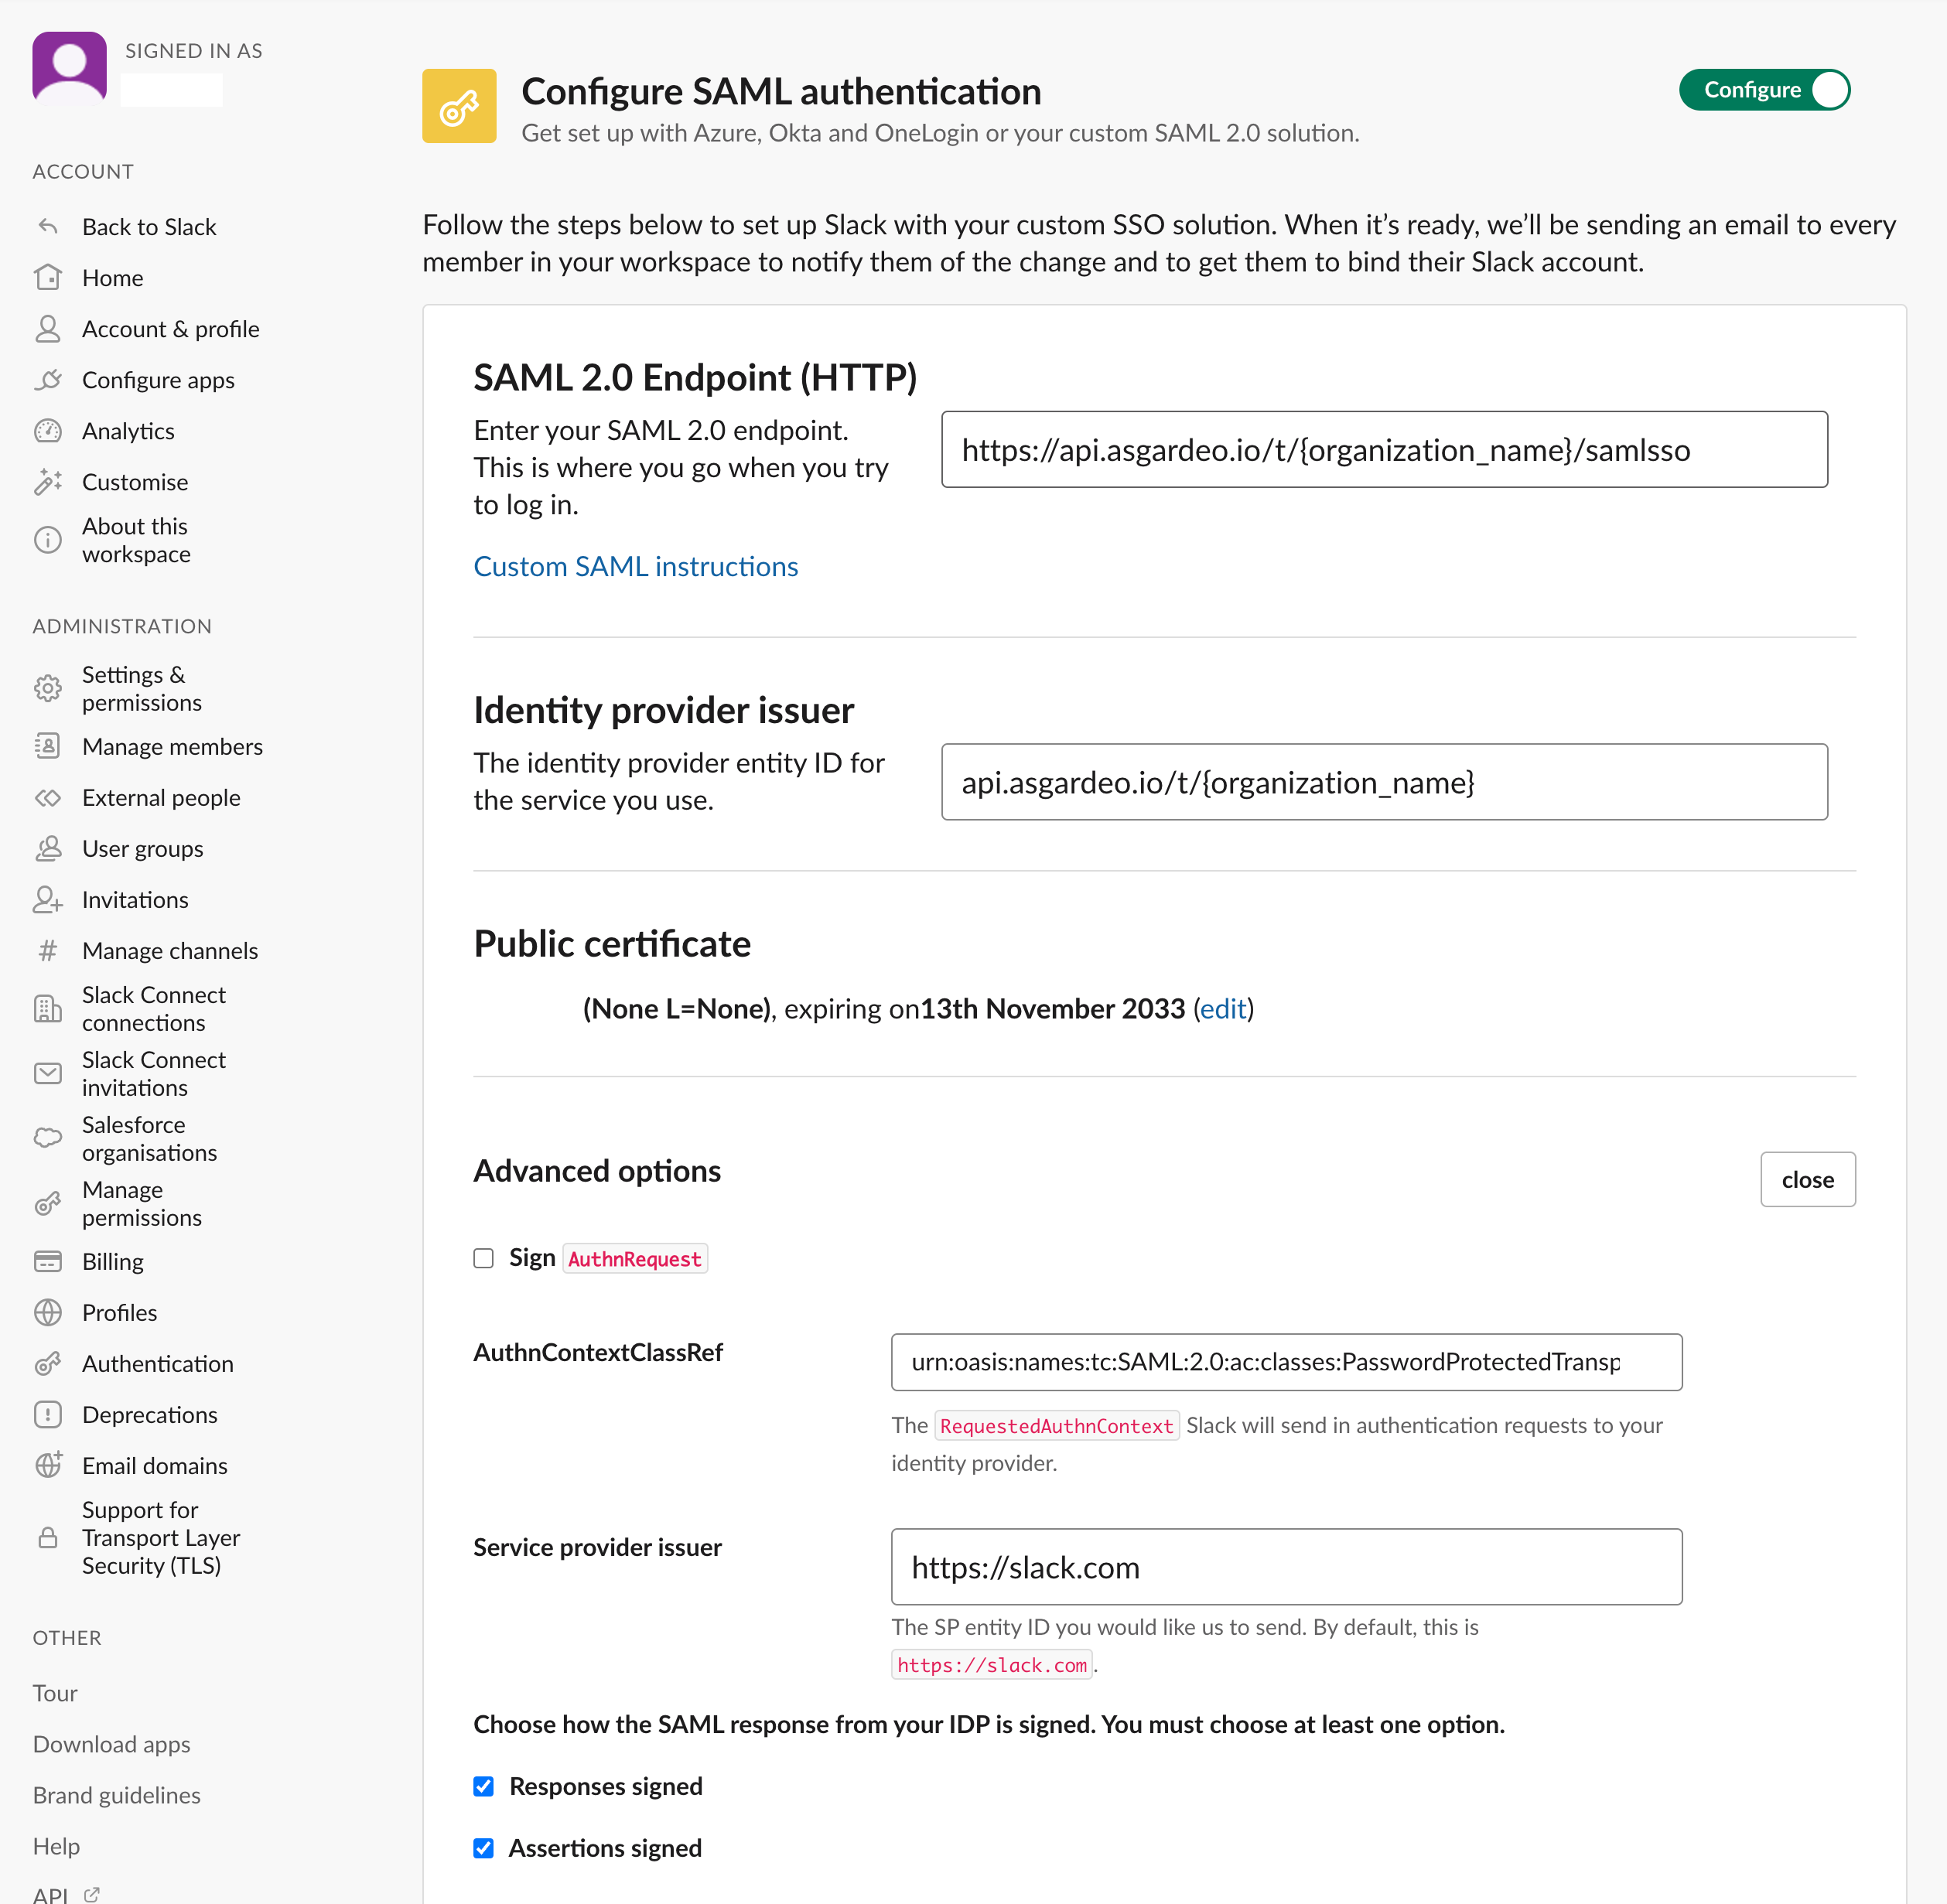 SIGNED IN AS
ACCOUNT
Back to Slack
Home
Account & profile
Configure apps
Analytics
Customise
About this
workspace
ADMINISTRATION
Settings &
permissions
Manage members
External people
User groups
Invitations
Manage channels
Slack Connect
connections
Slack Connect
invitations
Salesforce
organisations
Manage
permissions
Billing
Profiles
Authentication
Deprecations
Email domains
Support for
Transport Layer
Security (TLS)
OTHER
Tour
Download apps
Brand guidelines
Help
API
Configure SAML authentication
Configure
Get set up with Azure, Okta and OneLogin or your custom SAML 2.0 solution.
Follow the steps below to set up Slack with your custom SSO solution. When it’s ready, we’ll be sending an email to every
member in your workspace to notify them of the change and to get them to bind their Slack account.
SAML 2.0 Endpoint (HTTP)
Enter your SAML 2.0 endpoint.
This is where you go when you try
to log in.
https://api.asgardeo.io/t/{organization_name}/samlsso
Custom SAML instructions
Identity provider issuer
The identity provider entity ID for
the service you use.
api.asgardeo.io/t/{organization_name}
Public certificate
(None L=None), expiring on13th November 2033 (edit)
Advanced options
close
Sign AuthnRequest
AuthnContextClassRef
urn:oasis:names:tc:SAML:2.0:ac:classes:PasswordProtectedTransp
The RequestedAuthnContext Slack will send in authentication requests to your
identity provider.
Service provider issuer
https://slack.com
The SP entity ID you would like us to send. By default, this is
https://slack.com.
Choose how the SAML response from your IDP is signed. You must choose at least one option.
Responses signed
Assertions signed